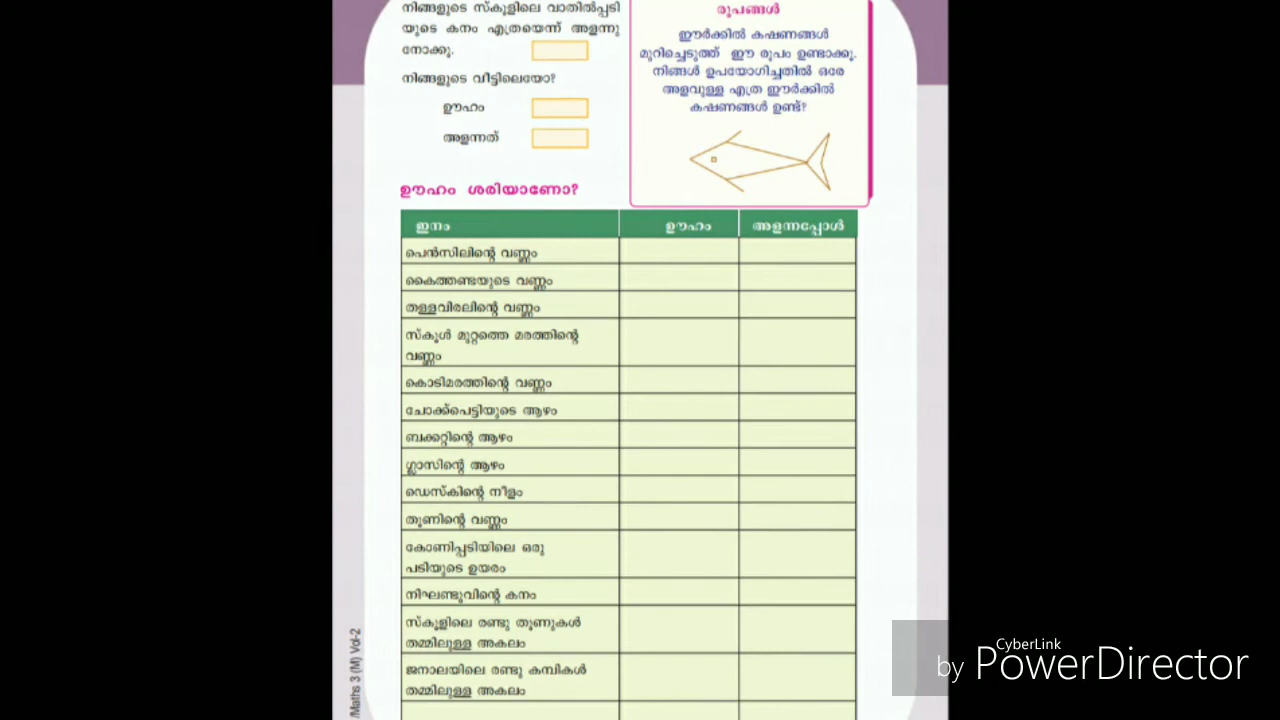 നിങ്ങളുടെ സ്കൂളിലെ വാതിൽപ്പടി
യുടെ കനം എത്രയെന്ന് അളന്നു
നോക്കൂ.
നിങ്ങളുടെ വീട്ടിലെയോ?
ഊഹം
അളന്നത്
രൂപങ്ങൾ
ഈർക്കിൽ കഷണങ്ങൾ
മുറിച്ചെടുത്ത് ഈ രൂപം ഉണ്ടാക്കൂ.
നിങ്ങൾ ഉപയോഗിച്ചതിൽ ഒരേ
അളവുള്ള എത്ര ഈർക്കിൽ
കഷണങ്ങൾ ഉണ്ട്?
ഊഹം ശരിയാണോ?
ഇനം ഊഹം അളന്നപ്പോൾ
പെൻസിലിന്റെ വണ്ണം
കൈത്തണ്ടയുടെ വണ്ണം
തള്ളവിരലിന്റെ വണ്ണം
സ്കൂൾ മുറ്റത്തെ മരത്തിന്റെ
വണ്ണം
കൊടിമരത്തിന്റെ വണ്ണം
ചോക്ക്പെട്ടിയുടെ ആഴം
ബക്കറ്റിന്റെ ആഴം
ഗ്ലാസിന്റെ ആഴം
ഡെസ്കിന്റെ നീളം
തൂണിന്റെ വണ്ണം
കോണിപ്പടിയിലെ ഒരു
പടിയുടെ ഉയരം
നിഘണ്ടുവിന്റെ കനം
സ്കൂളിലെ രണ്ടു തൂണുകൾ
തമ്മിലുള്ള അകലം
ജനാലയിലെ രണ്ടു കമ്പികൾ
തമ്മിലുള്ള അകലം
/Maths 3 (M) Vol-2
CyberLink
by PowerDirector